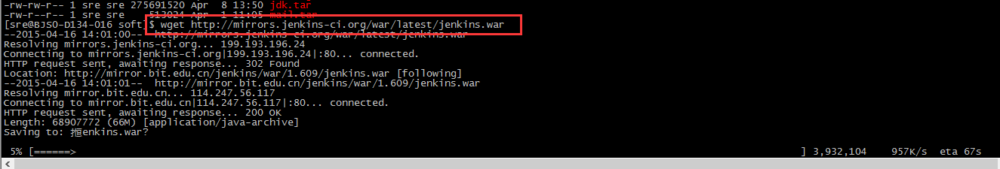 -rw-rw-r-- 1 sre sre 275691520 Apr  8 13:50 jdk.tar
-rw-r--r-- 1 sre sre    513024 Apr  1 11:05 mail.tar
[sre@BJSO-D134-016 soft]$ wget http://mirrors.jenkins-ci.org/war/latest/jenkins.war
--2015-04-16 14:01:00--  http://mirrors.jenkins-ci.org/war/latest/jenkins.war
Resolving mirrors.jenkins-ci.org... 199.193.196.24
Connecting to mirrors.jenkins-ci.org|199.193.196.24|:80... connected.
HTTP request sent, awaiting response... 302 Found
Location: http://mirror.bit.edu.cn/jenkins/war/1.609/jenkins.war [following]
--2015-04-16 14:01:01--  http://mirror.bit.edu.cn/jenkins/war/1.609/jenkins.war
Resolving mirror.bit.edu.cn... 114.247.56.117
Connecting to mirror.bit.edu.cn|114.247.56.117|:80... connected.
HTTP request sent, awaiting response... 200 OK
Length: 68907772 (66M) [application/java-archive]
Saving to: enkins.war?
5% [======>                                        ] 3,932,104    957K/s  eta 67s